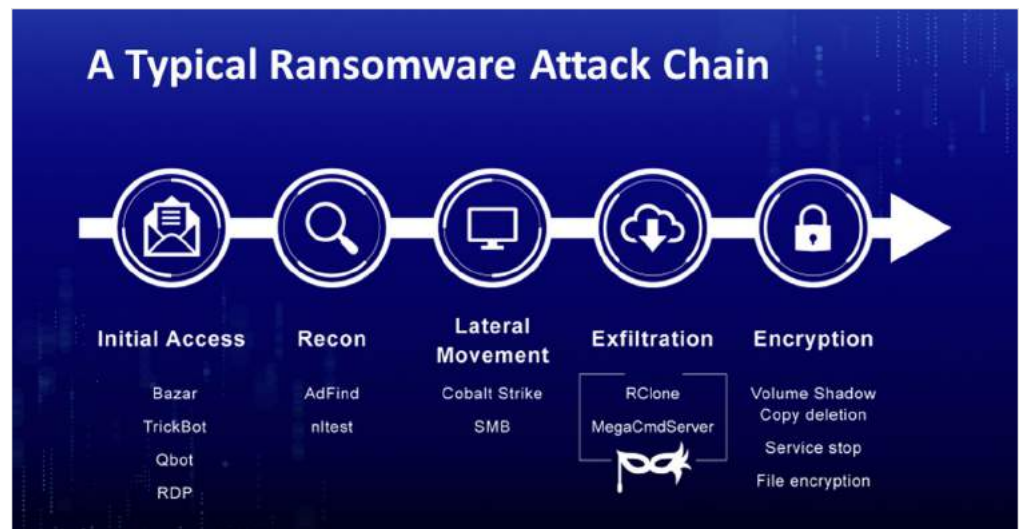 A Typical Ransomware Attack Chain
Initial Access
Bazar
TrickBot
Qbot
RDP
Recon
AdFind
nltest
Lateral
Movement
Cobalt Strike
SMB
Exfiltration
RClone
MegaCmdServer
Encryption
Volume Shadow
Copy deletion
Service stop
File encryption